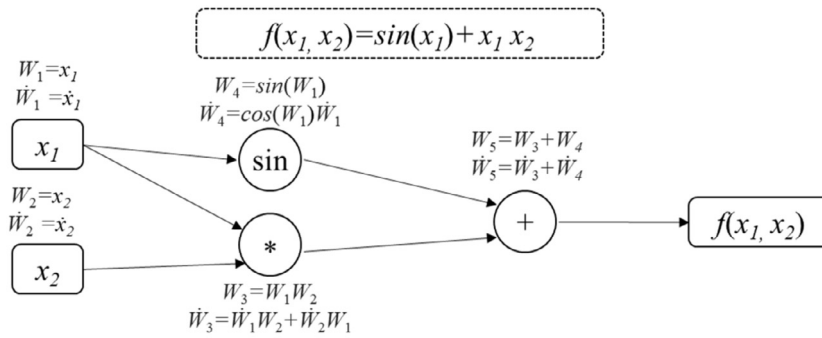 f(x₁, x₂)=sin(x₁)+x₁ x₂
W₁=x₁
Ẇ₁ =ẋ₁
x₁
W₄=sin(W₁)
Ẇ₄=cos(W₁)Ẇ₁
sin
W₂=x₂
Ẇ₂ =ẋ₂
x₂
*
W₃=W₁W₂
Ẇ₃=Ẇ₁W₂+Ẇ₂W₁
W₅=W₃+W₄
Ẇ₅=Ẇ₃+Ẇ₄
+
f(x₁, x₂)